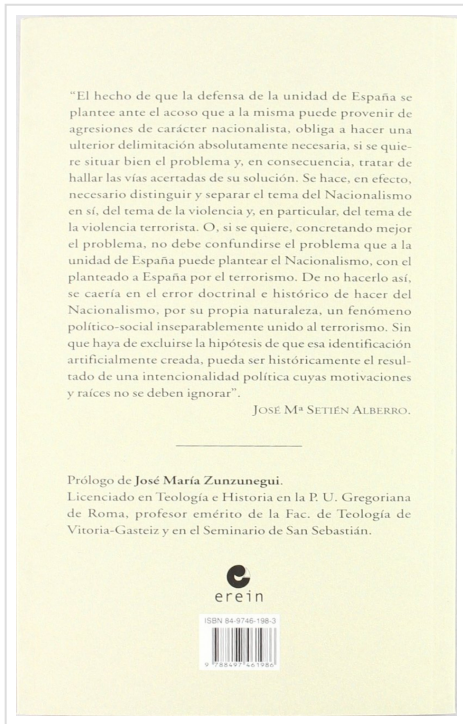 “El hecho de que la defensa de la unidad de España se
plantee ante el acoso que a la misma puede provenir de
agresiones de carácter nacionalista, obliga a hacer una
ulterior delimitación absolutamente necesaria, si se quie-
re situar bien el problema y, en consecuencia, tratar de
hallar las vías acertadas de su solución. Se hace, en efecto,
necesario distinguir y separar el tema del Nacionalismo
en sí, del tema de la violencia y, en particular, del tema de
la violencia terrorista. O, si se quiere, concretando mejor
el problema, no debe confundirse el problema que a la
unidad de España puede plantear el Nacionalismo, con el
planteado a España por el terrorismo. De no hacerlo así,
se caería en el error doctrinal e histórico de hacer del
Nacionalismo, por su propia naturaleza, un fenómeno
político-social inseparablemente unido al terrorismo. Sin
que haya de excluirse la hipótesis de que esa identificación
artificialmente creada, pueda ser históricamente el resul-
tado de una intencionalidad política cuyas motivaciones
y raíces no se deben ignorar”.
JOSÉ Mª SETIÉN ALBERRO.
Prólogo de José María Zunzunegui.
Licenciado en Teología e Historia en la P. U. Gregoriana
de Roma, profesor emérito de la Fac. de Teología de
Vitoria-Gasteiz y en el Seminario de San Sebastián.
erein
ISBN 84-9746-198-3
9 788497 461986